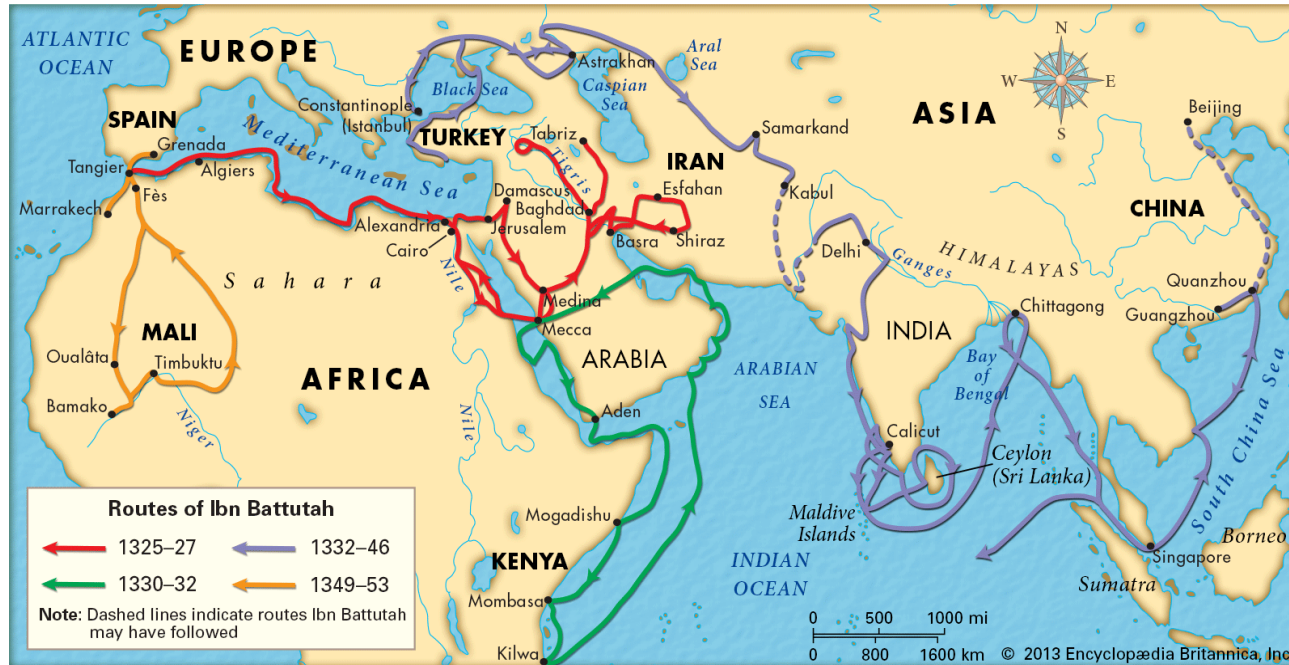 ATLANTIC
OCEAN
EUROPE
SPAIN
Grenada
Tangier
Algiers
Fès
Marrakech
Mediterranean Sea
Constantinople
(Istanbul)
Black Sea
TURKEY
Astrakhan
Caspian
Sea
Aral
Sea
Tabriz
Tigris
IRAN
Esfahan
Damascus
Baghdad
Jerusalem
Alexandria
Cairo
Basra
Shiraz
Samarkand
Kabul
ASIA
N
W
E
S
Beijing
CHINA
HIMALAYAS
Delhi
Ganges
Quanzhou
Guangzhou
Chittagong
INDIA
Sahara
Nile
Medina
Mecca
ARABIA
MALI
Oualâta
Timbuktu
Bamako
Niger
AFRICA
Nile
Aden
ARABIAN
SEA
Bay
of
Bengal
Calicut
Ceylon
(Sri Lanka)
Maldive
Islands
South China Sea
Mogadishu
KENYA
Mombasa
Kilwa
INDIAN
OCEAN
Singapore
Borneo
Sumatra
Routes of Ibn Battutah
1325–27
1332–46
1330–32
1349–53
Note: Dashed lines indicate routes Ibn Battutah
may have followed
0 500 1000 mi
0 800 1600 km
© 2013 Encyclopædia Britannica, Inc